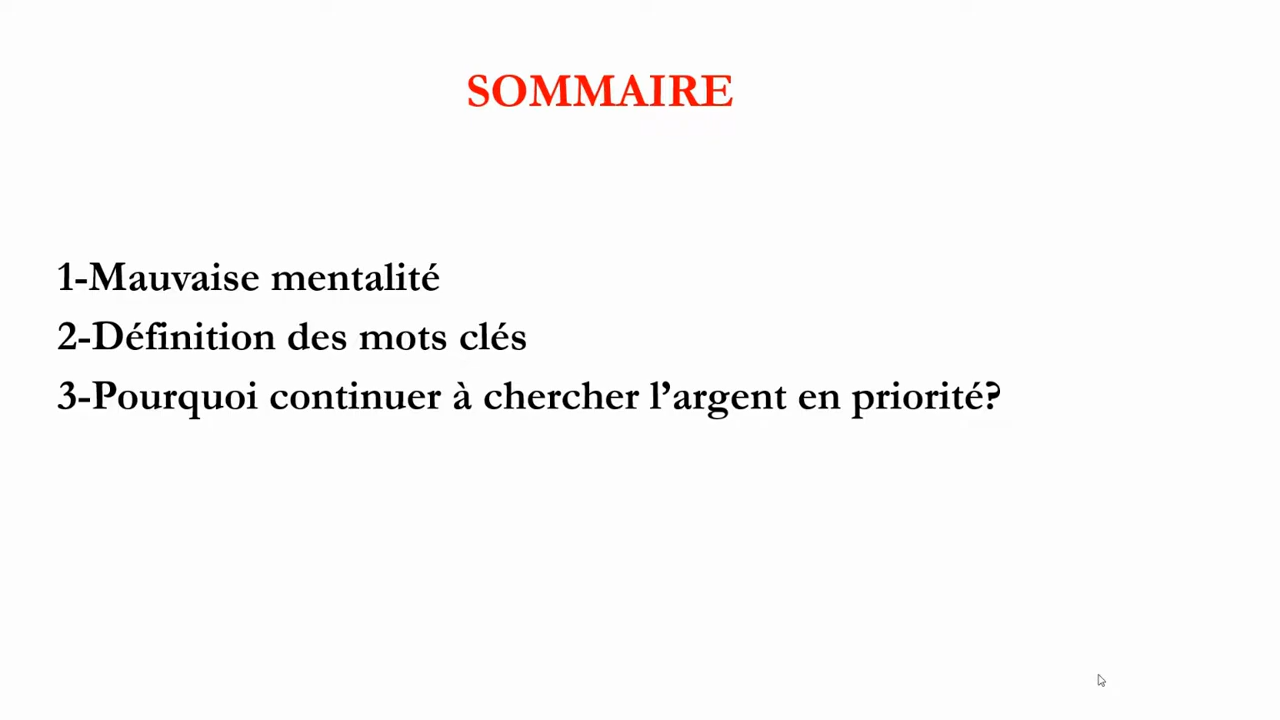 SOMMAIRE
1-Mauvaise mentalité
2-Définition des mots clés
3-Pourquoi continuer à chercher l’argent en priorité?